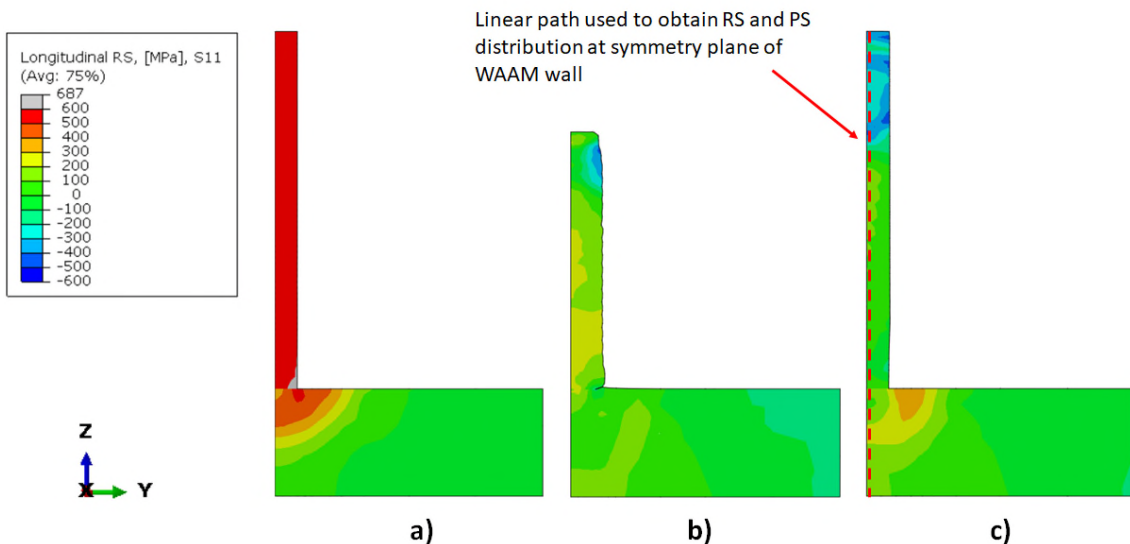 Linear path used to obtain RS and PS
distribution at symmetry plane of
WAAM wall
Longitudinal RS, [MPa], S11
(Avg: 75%)
687
600
500
400
300
200
100
0
-100
-200
-300
-400
-500
-600
Z
X
Y
a)
b)
c)